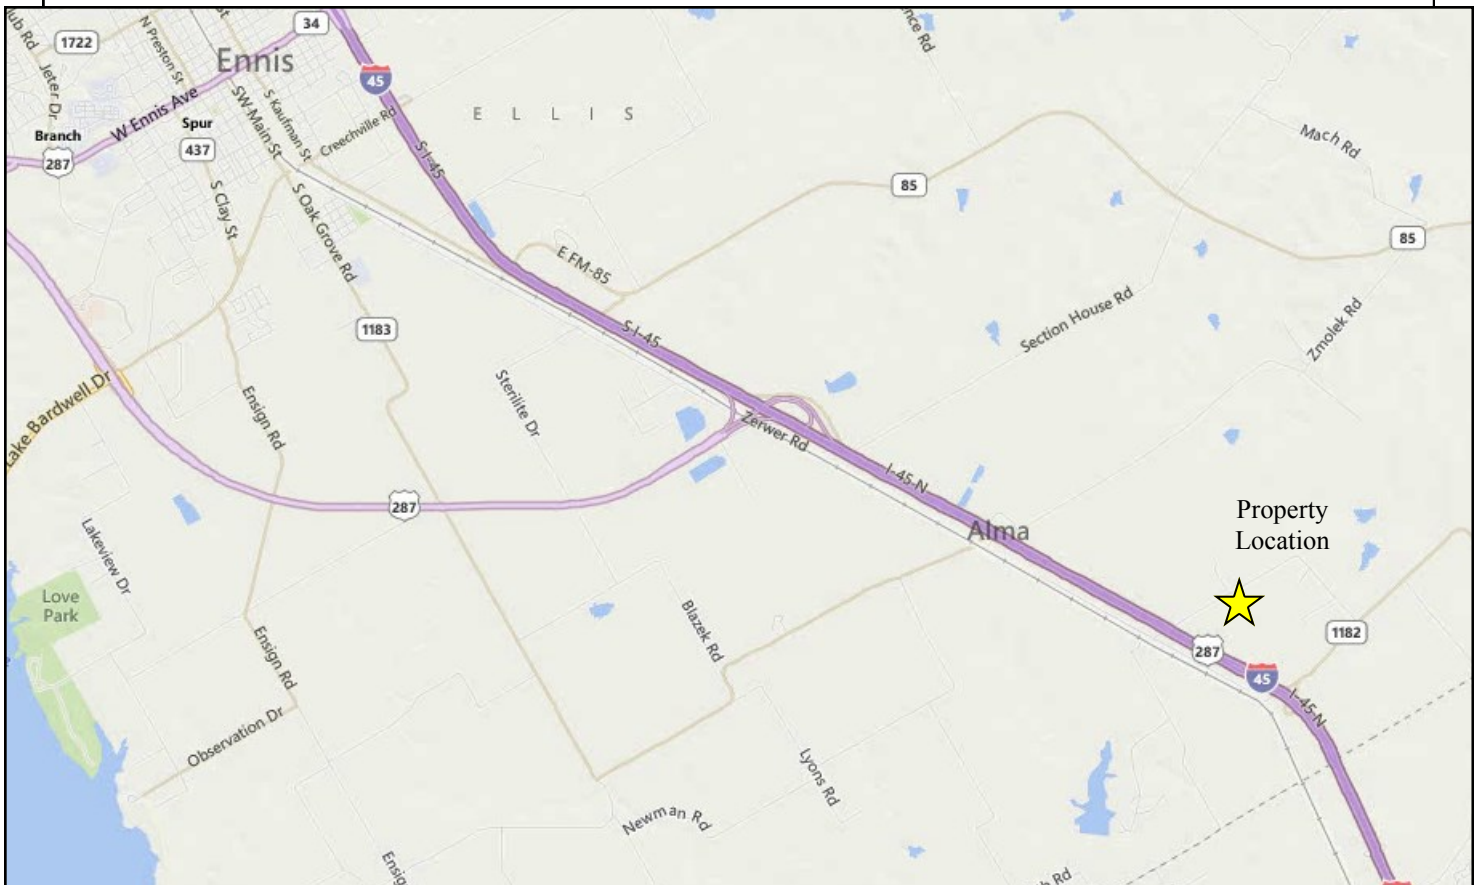 34
1722
N Preston St
Jeter Dr
Ennis
45
W Ennis Ave
SW Main St
S Kaufman St
Creechville Rd
E L L I S
Branch
287
Spur
437
S I-45
Mach Rd
85
85
S Clay St
S Oak Grove Rd
E FM-85
1183
S I-45
Section House Rd
Zmolek Rd
Lake Bardwell Dr
Ensign Rd
Sterilite Dr
Zerwer Rd
I-45-N
287
Alma
Property
Location
Lakeview Dr
Love
Park
Ensign Rd
Blazek Rd
1182
287
45
I-45-N
Observation Dr
Lyons Rd
Newman Rd
Rd